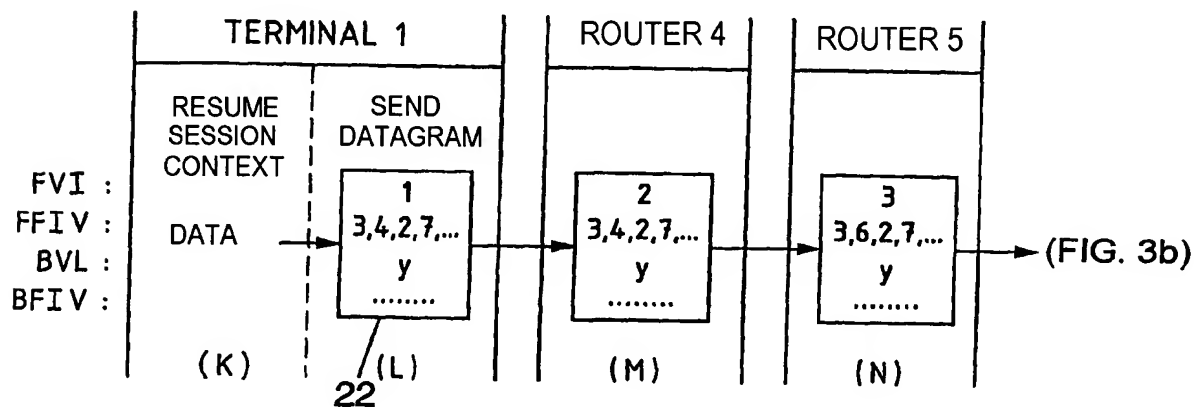 TERMINAL 1
ROUTER 4
ROUTER 5
RESUME
SESSION
CONTEXT
SEND
DATAGRAM
FVI :
FFIV :
BVL :
BFIV :
DATA
1
3,4,2,7,...
y
........
2
3,4,2,7,...
y
........
3
3,6,2,7,...
y
........
(FIG. 3b)
(K)
(L)
(M)
(N)
22